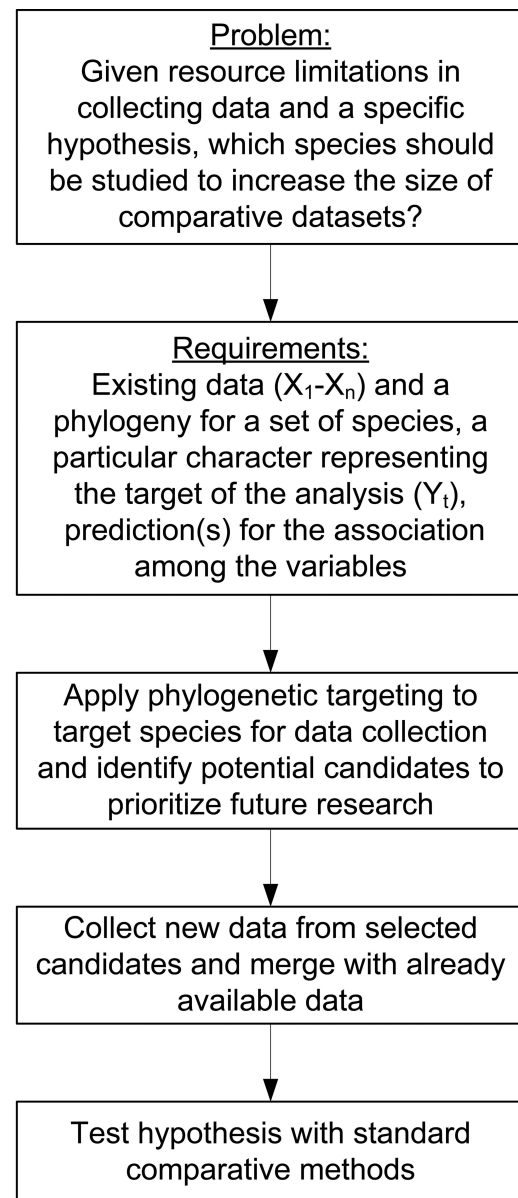 Problem:
Given resource limitations in
collecting data and a specific
hypothesis, which species should
be studied to increase the size of
comparative datasets?
Requirements:
Existing data (X₁-Xₙ) and a
phylogeny for a set of species, a
particular character representing
the target of the analysis (Yₜ),
prediction(s) for the association
among the variables
Apply phylogenetic targeting to
target species for data collection
and identify potential candidates to
prioritize future research
Collect new data from selected
candidates and merge with already
available data
Test hypothesis with standard
comparative methods